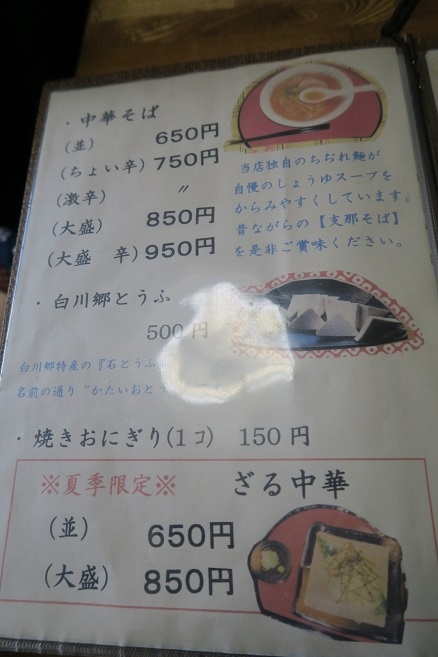 ・中華そば
(並) 650円
(ちょい辛) 750円
(激辛) 〃
(大盛) 850円
(大盛 辛) 950円
当店独自のちぢれ麺が
自慢のしょうゆスープを
からみやすくしています。
昔ながらの【支那そば】
を是非ご賞味ください。
・白川郷とうふ
500円
白川郷特産の『石とうふ
名前の通り“かたいおとう
・焼きおにぎり(1コ) 150円
※夏季限定※ ざる中華
(並) 650円
(大盛) 850円